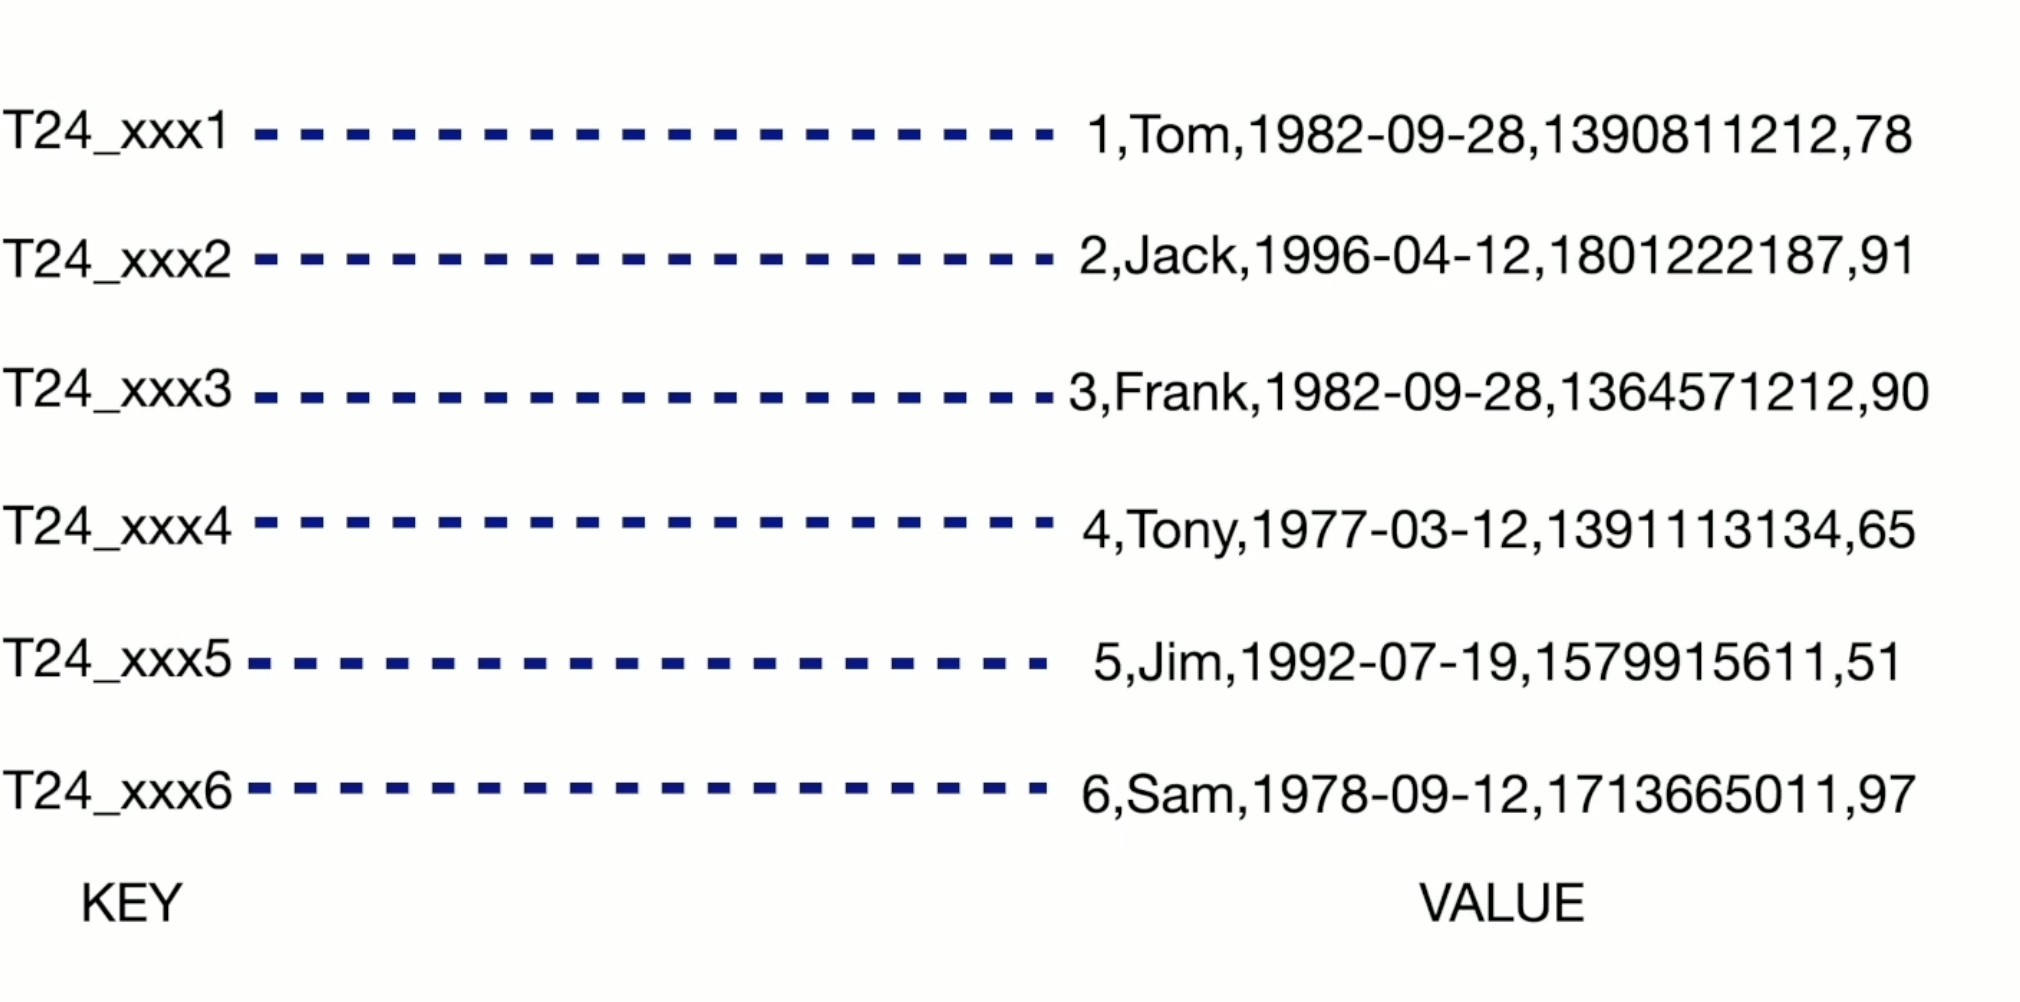 T24_xxx1 1,Tom,1982-09-28,1390811212,78
T24_xxx2 2,Jack,1996-04-12,1801222187,91
T24_xxx3 3,Frank,1982-09-28,1364571212,90
T24_xxx4 4,Tony,1977-03-12,1391113134,65
T24_xxx5 5,Jim,1992-07-19,1579915611,51
T24_xxx6 6,Sam,1978-09-12,1713665011,97
KEY VALUE